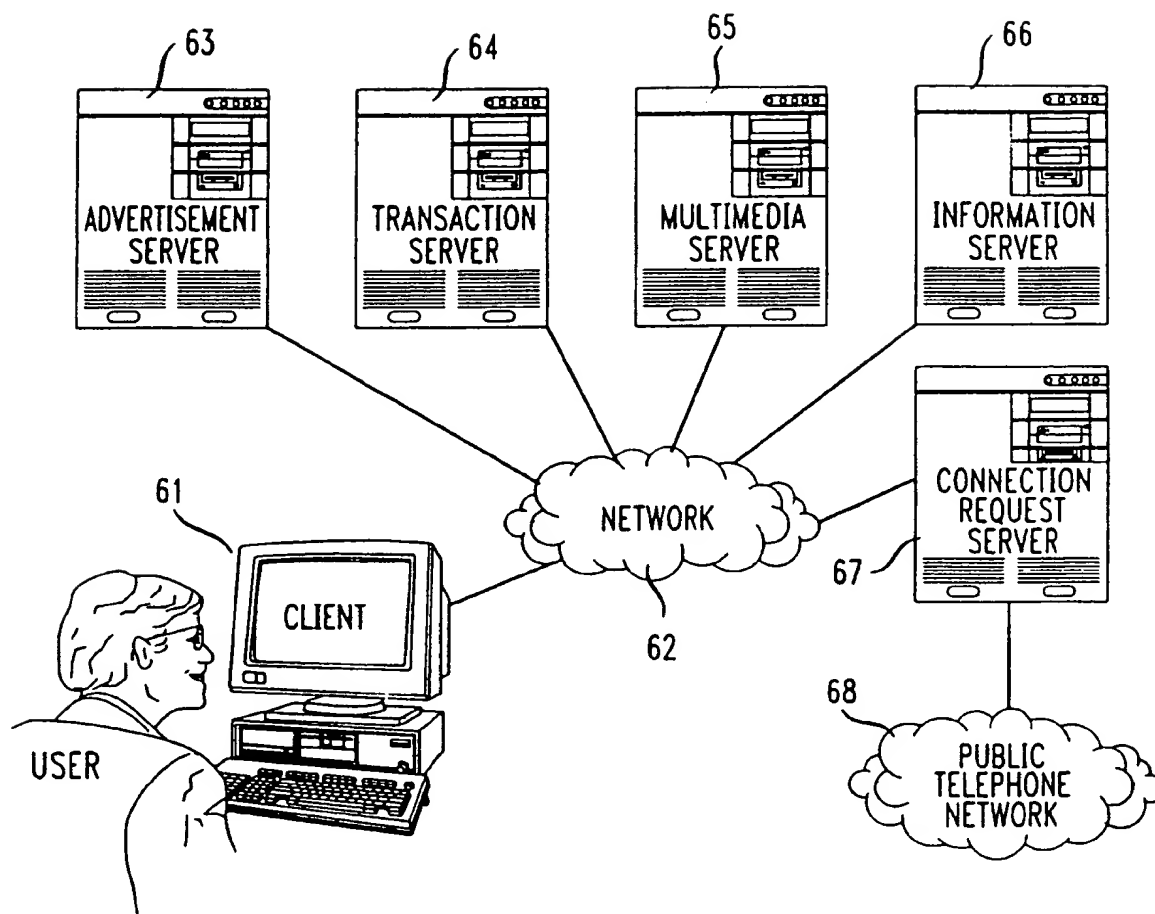 63
64
65
66
ADVERTISEMENT
SERVER
TRANSACTION
SERVER
MULTIMEDIA
SERVER
INFORMATION
SERVER
61
NETWORK
CONNECTION
REQUEST
SERVER
67
CLIENT
62
68
USER
PUBLIC
TELEPHONE
NETWORK